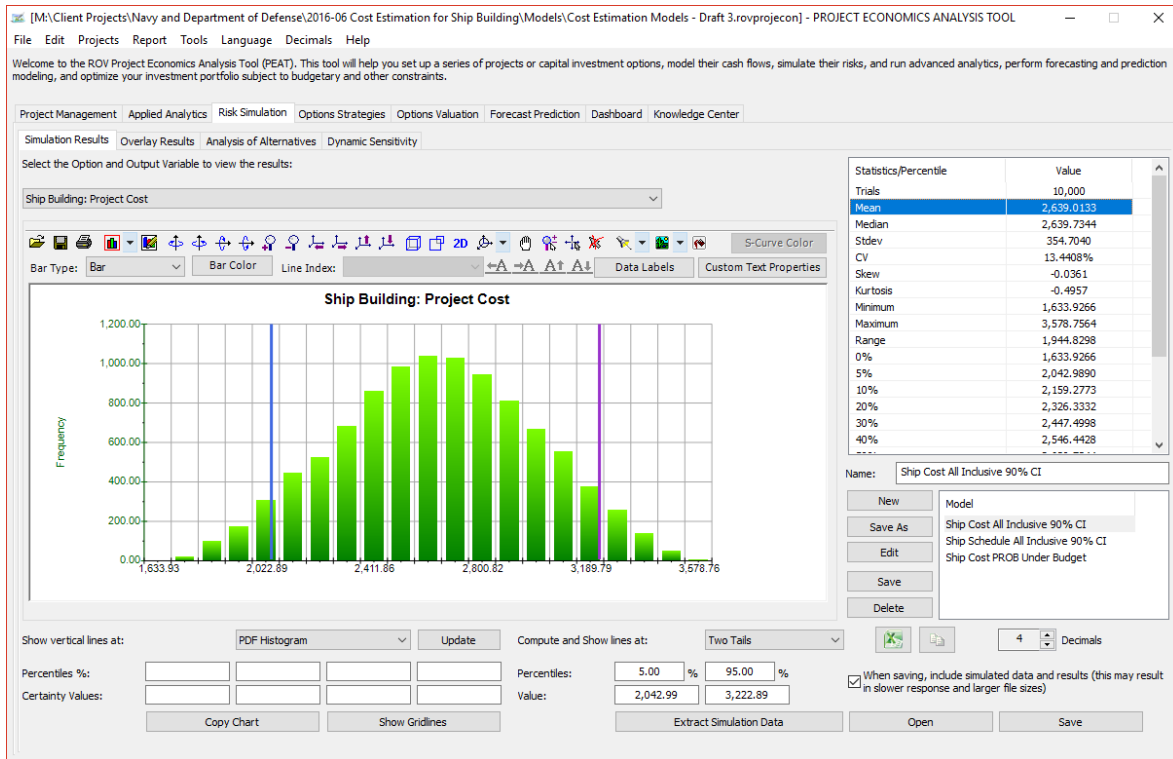 [M:\Client Projects\Navy and Department of Defense\2016-06 Cost Estimation for Ship Building\Models\Cost Estimation Models - Draft 3.rovprojecon] - PROJECT ECONOMICS ANALYSIS TOOL
File Edit Projects Report Tools Language Decimals Help
Welcome to the ROV Project Economics Analysis Tool (PEAT). This tool will help you set up a series of projects or capital investment options, model their cash flows, simulate their risks, and run advanced analytics, perform forecasting and prediction
modeling, and optimize your investment portfolio subject to budgetary and other constraints.
Project Management Applied Analytics Risk Simulation Options Strategies Options Valuation Forecast Prediction Dashboard Knowledge Center
Simulation Results Overlay Results Analysis of Alternatives Dynamic Sensitivity
Select the Option and Output Variable to view the results:
Ship Building: Project Cost
2D S-Curve Color
Bar Type: Bar Bar Color Line Index: A A A A Data Labels Custom Text Properties
Ship Building: Project Cost
Frequency
1,200.00
1,000.00
800.00
600.00
400.00
200.00
0.00
1,633.93 2,022.89 2,411.86 2,800.82 3,189.79 3,578.76
Statistics/Percentile Value
Trials 10,000
Mean 2,639.0133
Median 2,639.7344
Stdev 354.7040
CV 13.4408%
Skew -0.0361
Kurtosis -0.4957
Minimum 1,633.9266
Maximum 3,578.7564
Range 1,944.8298
0% 1,633.9266
5% 2,042.9890
10% 2,159.2773
20% 2,326.3332
30% 2,447.4998
40% 2,546.4428
Name: Ship Cost All Inclusive 90% CI
New
Save As
Edit
Save
Delete
Model
Ship Cost All Inclusive 90% CI
Ship Schedule All Inclusive 90% CI
Ship Cost PROB Under Budget
Show vertical lines at: PDF Histogram Update Compute and Show lines at: Two Tails
4 Decimals
Percentiles %: Percentiles: 5.00 % 95.00 %
Certainty Values: Value: 2,042.99 3,222.89
When saving, include simulated data and results (this may result
in slower response and larger file sizes)
Copy Chart Show Gridlines Extract Simulation Data Open Save